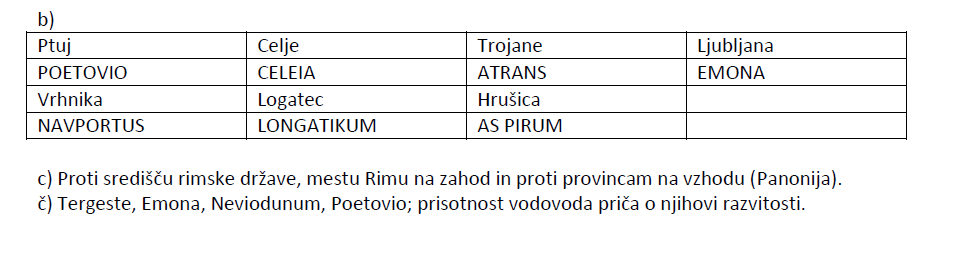 b)
Ptuj Celje Trojane Ljubljana
POETOVIO CELEIA ATRANS EMONA
Vrhnika Logatec Hrušica
NAVPORTUS LONGATIKUM AS PIRUM
c) Proti središču rimske države, mestu Rimu na zahod in proti provincam na vzhodu (Panonija).
č) Tergeste, Emona, Neviodunum, Poetovio; prisotnost vodovoda priča o njihovi razvitosti.